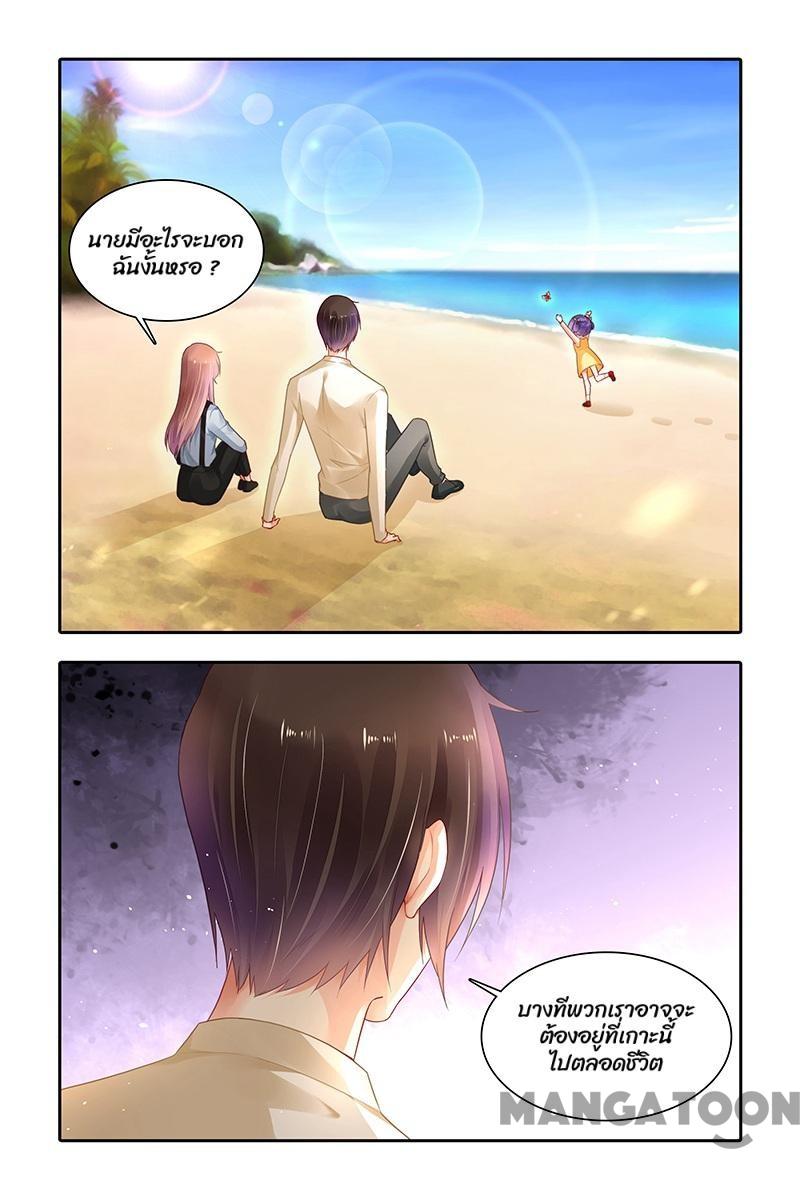 นายมีอะไรจะบอก
ฉันงั้นหรอ ?
บางทีพวกเราอาจจะ
ต้องอยู่ที่เกาะนี้
ไปตลอดชีวิต
MANGATOON